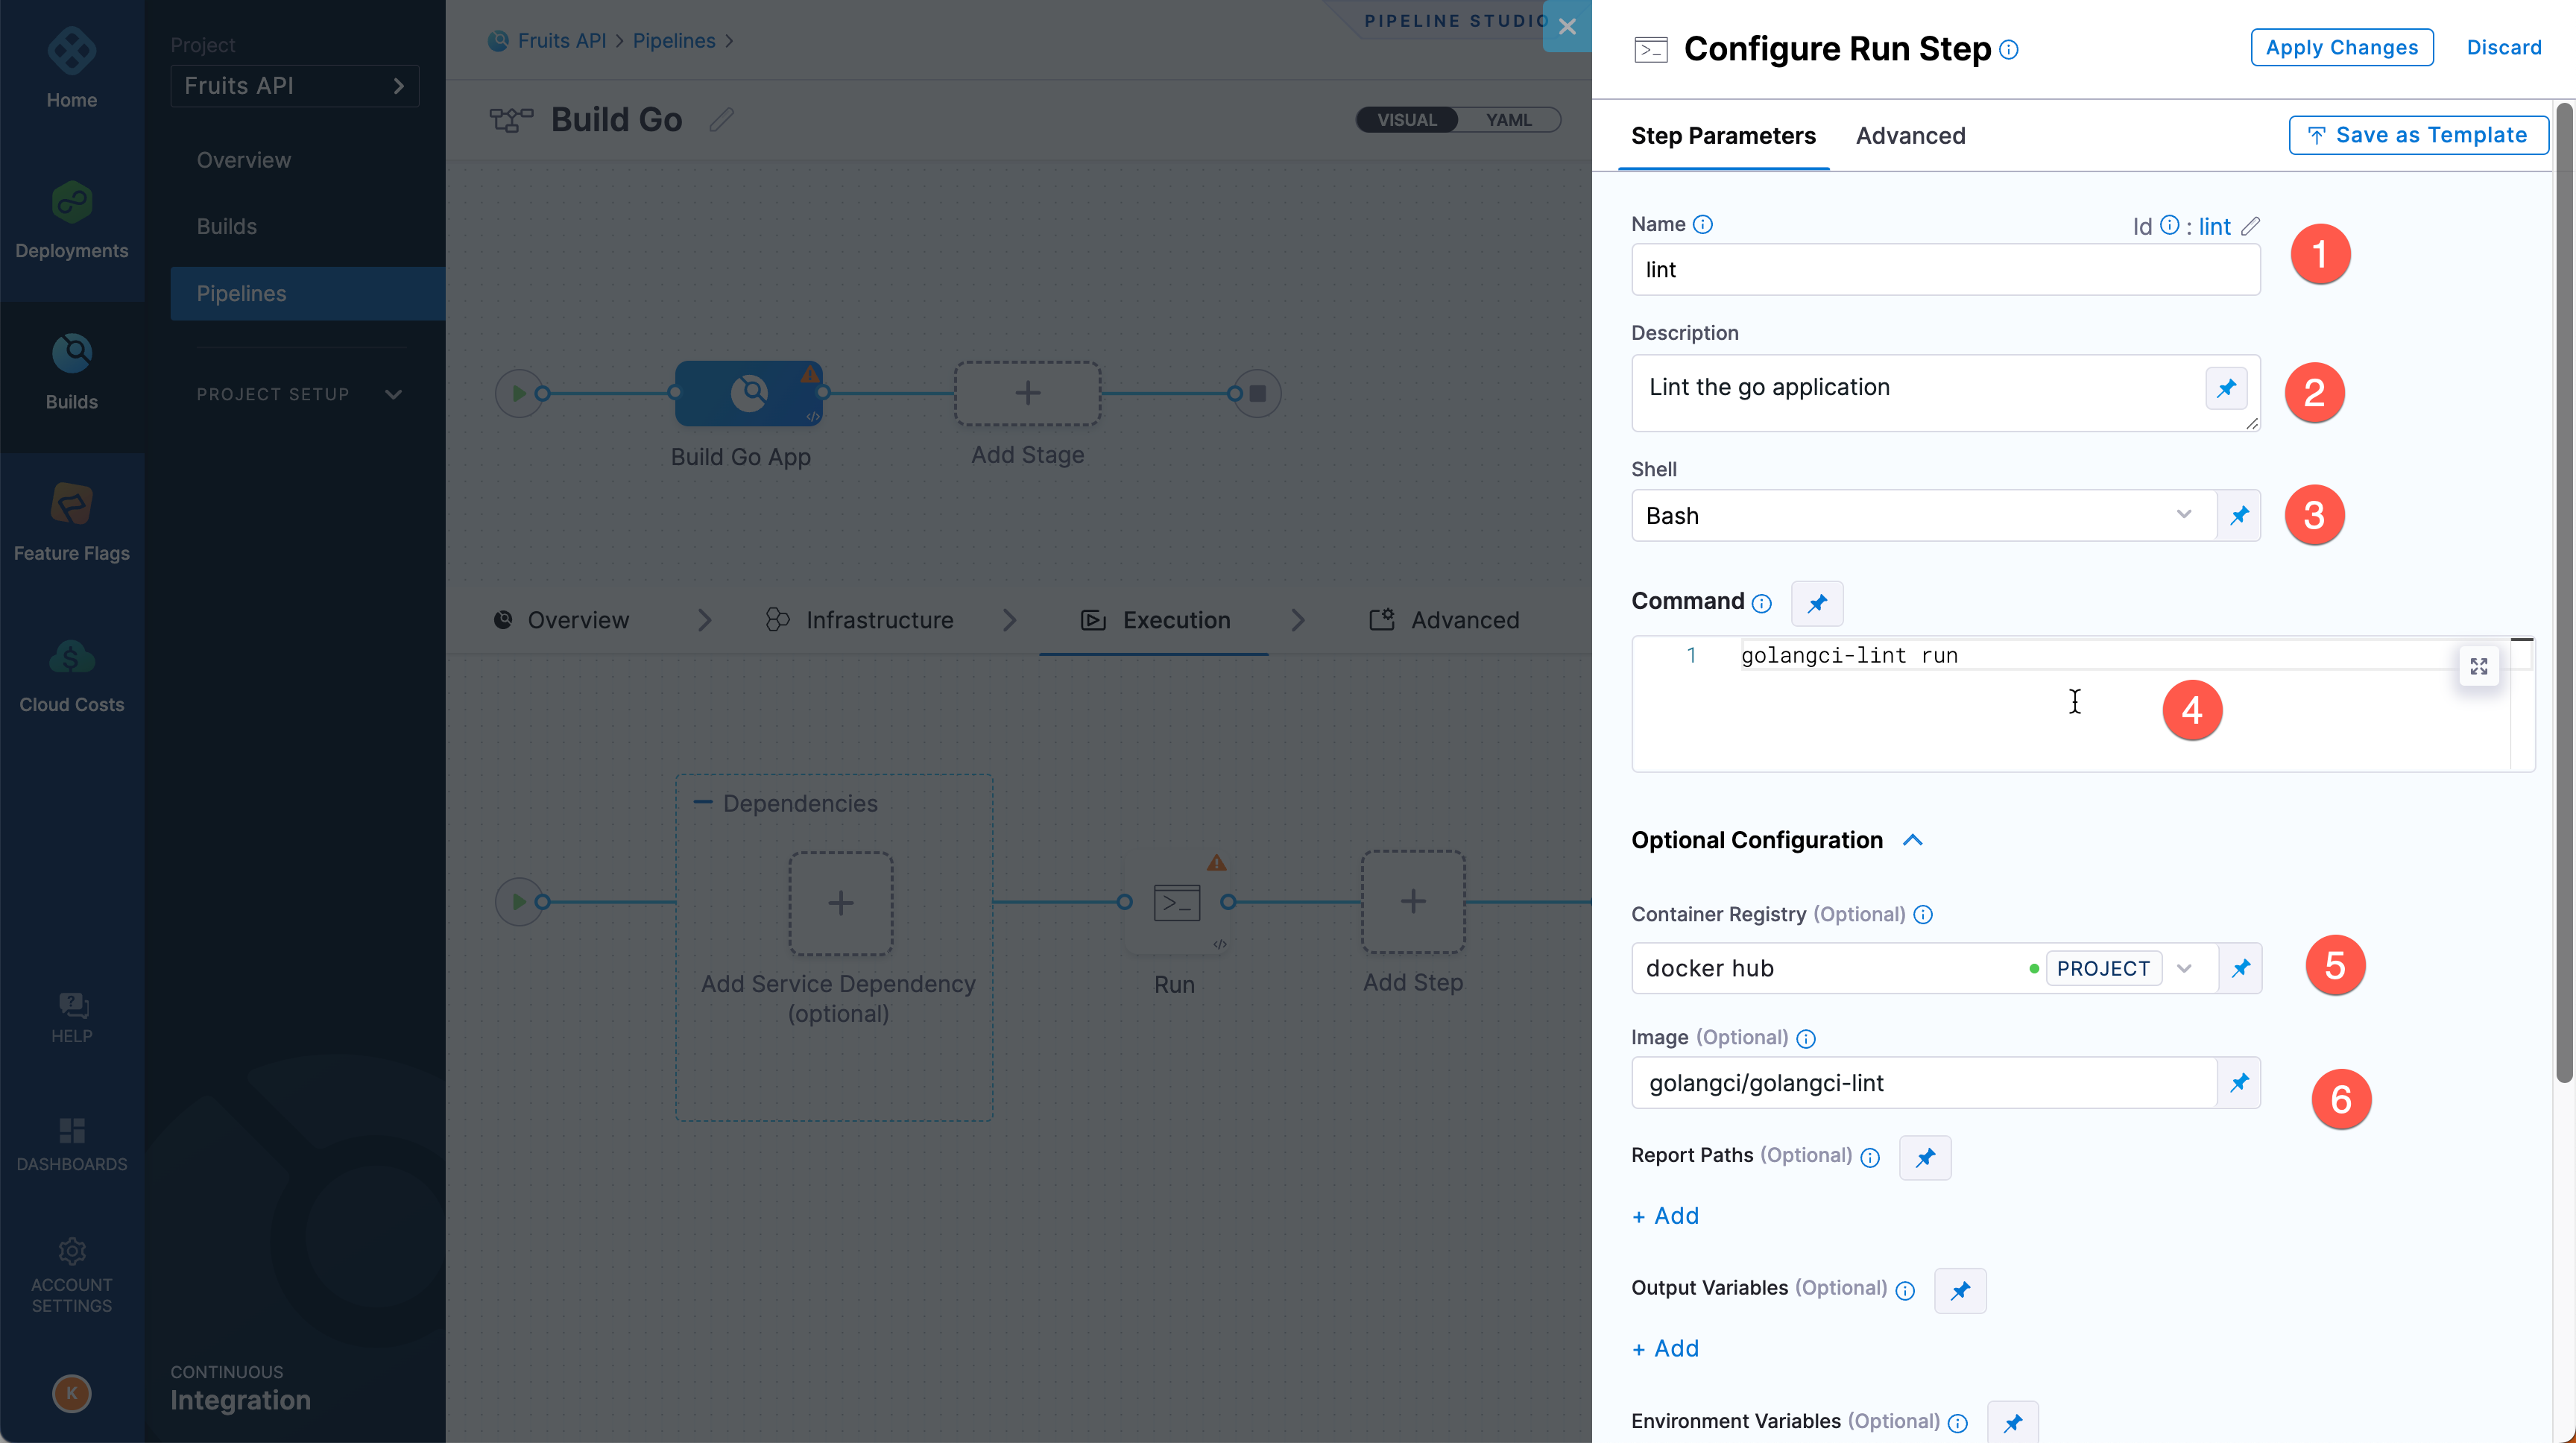 Home
Deployments
Builds
Feature Flags
Cloud Costs
HELP
DASHBOARDS
ACCOUNT
SETTINGS
K
Project
Fruits API
Overview
Builds
Pipelines
PROJECT SETUP
CONTINUOUS
Integration
Fruits API > Pipelines >
PIPELINE STUDIO
Build Go
VISUAL
YAML
Build Go App
Add Stage
Overview
Infrastructure
Execution
Advanced
Dependencies
Add Service Dependency
(optional)
Run
Add Step
Configure Run Step
Apply Changes
Discard
Step Parameters
Advanced
Save as Template
Name
Id : lint
lint
1
Description
Lint the go application
2
Shell
Bash
3
Command
1 golangci-lint run
4
Optional Configuration
Container Registry (Optional)
docker hub
PROJECT
5
Image (Optional)
golangci/golangci-lint
6
Report Paths (Optional)
+ Add
Output Variables (Optional)
+ Add
Environment Variables (Optional)